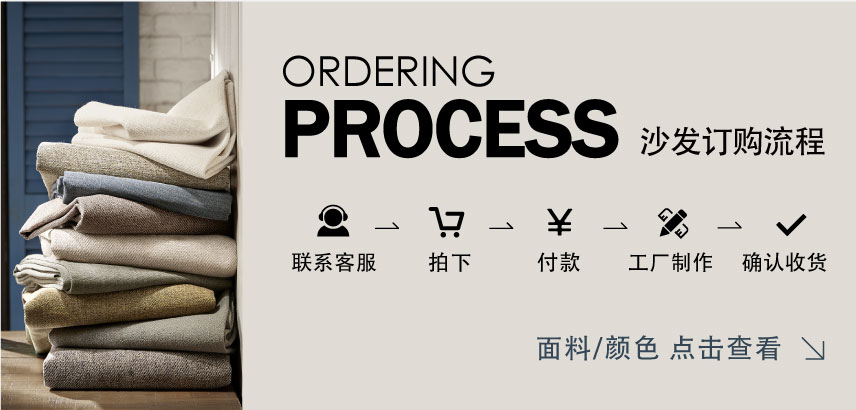 ORDERING
PROCESS 沙发订购流程
联系客服 拍下 付款 工厂制作 确认收货
面料/颜色 点击查看